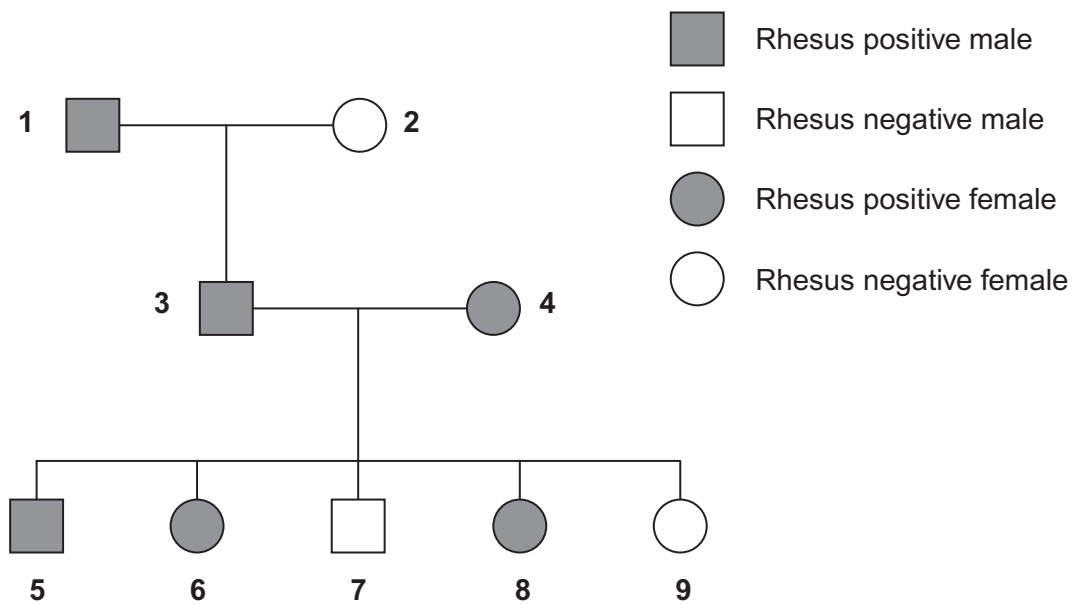 Rhesus positive male
1
2
Rhesus negative male
Rhesus positive female
Rhesus negative female
3
4
5 6 7 8 9